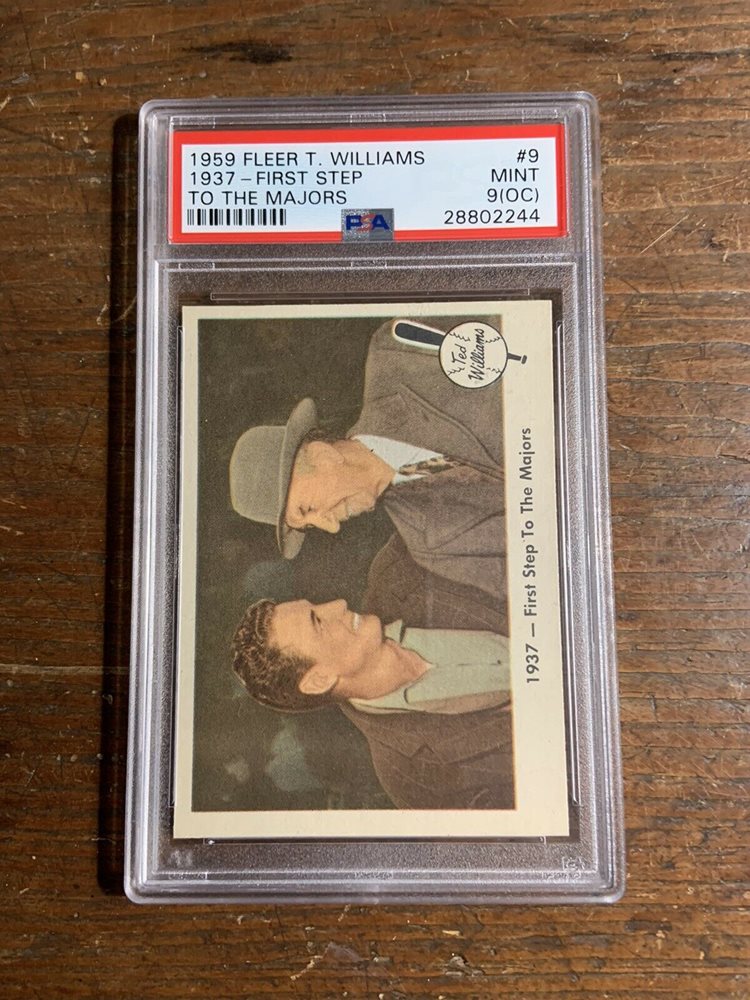 1959 FLEER T. WILLIAMS #9
1937 – FIRST STEP MINT
TO THE MAJORS 9(OC)
PSA 28802244
Ted
Williams
1937 — First Step To The Majors